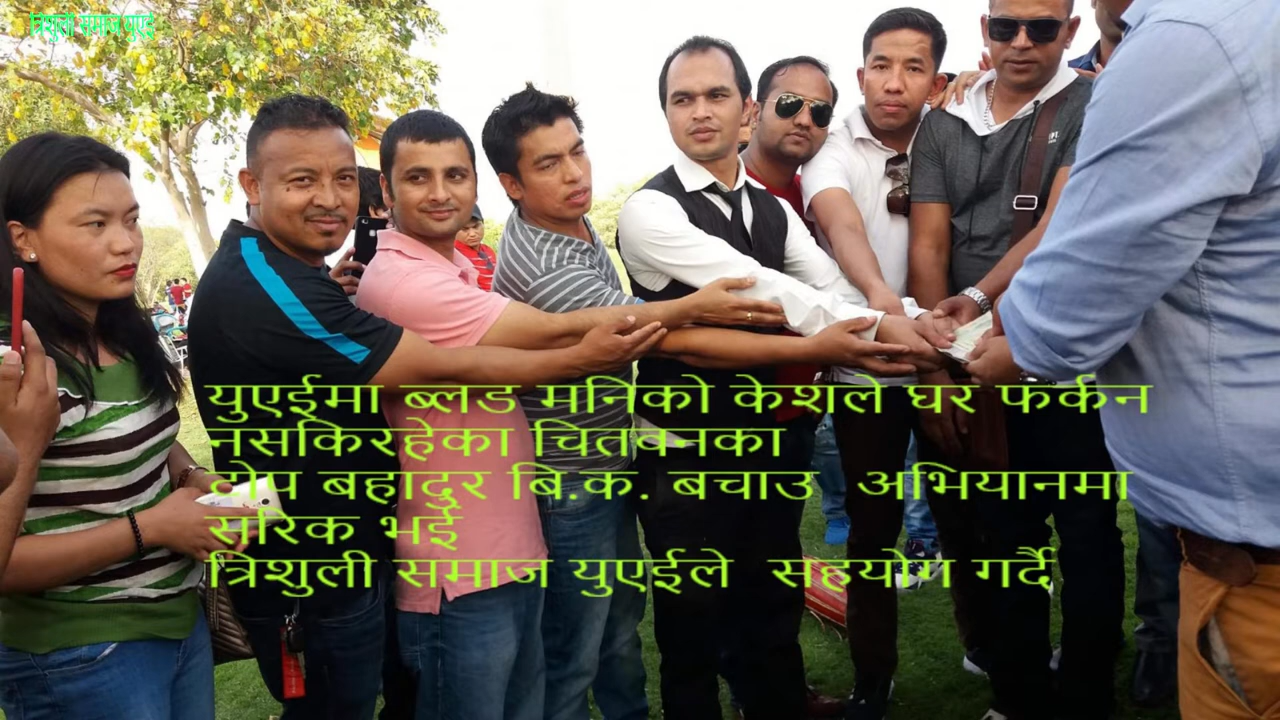 त्रिशुली समाज युएई
युएईमा ब्लड मनिको केशले घर फर्कन
नसकिरहेका चितवनका
टोप बहादुर बि.क. बचाउ अभियानमा
सरिक भई
त्रिशुली समाज युएईले सहयोग गर्दै